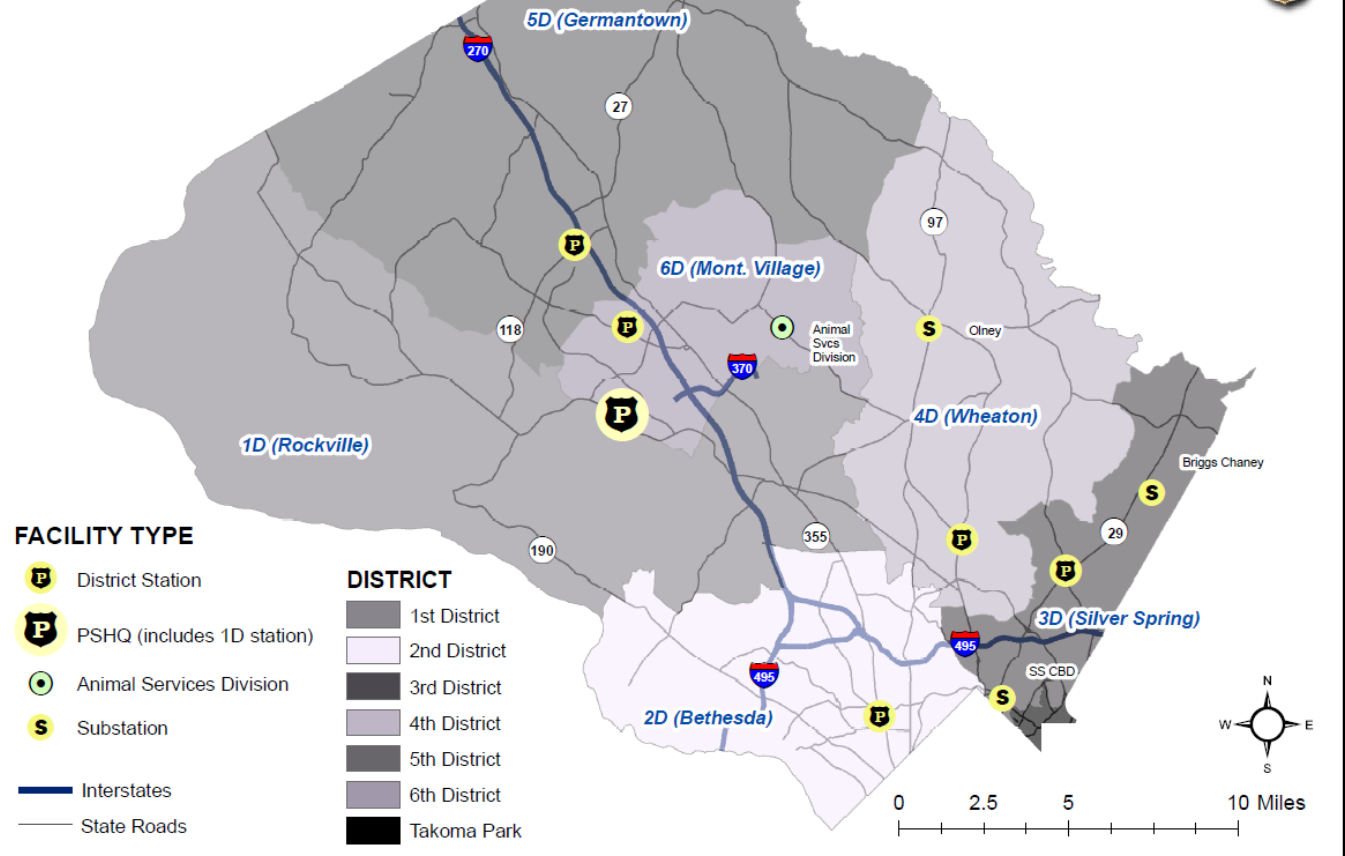 5D (Germantown)
270
27
97
P
6D (Mont. Village)
118
P
Animal
Svcs
Division
S
Olney
370
P
4D (Wheaton)
1D (Rockville)
Briggs Chaney
S
190
355
P
29
P
3D (Silver Spring)
495
SS CBD
495
S
2D (Bethesda)
P
FACILITY TYPE
P District Station
P PSHQ (includes 1D station)
Animal Services Division
S Substation
Interstates
State Roads
DISTRICT
1st District
2nd District
3rd District
4th District
5th District
6th District
Takoma Park
N
W E
S
0 2.5 5 10 Miles